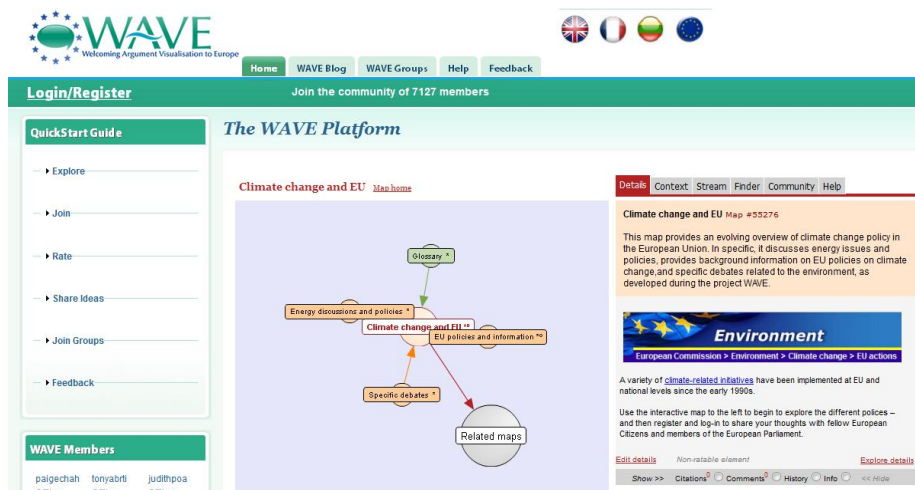 WAVE
Welcoming Argument Visualisation to Europe
Home WAVE Blog WAVE Groups Help Feedback
Login/Register
Join the community of 7127 members
QuickStart Guide
Explore
Join
Rate
Share Ideas
Join Groups
Feedback
WAVE Members
paigechah tonyabrti judithpoa
The WAVE Platform
Climate change and EU Map home
Glossary *
Energy discussions and policies *
Climate change and EU *°
EU policies and information *°
Specific debates *
Related maps
Details Context Stream Finder Community Help
Climate change and EU Map #55276
This map provides an evolving overview of climate change policy in
the European Union. In specific, it discusses energy issues and
policies, provides background information on EU policies on climate
change,and specific debates related to the environment, as
developed during the project WAVE.
Environment
European Commission > Environment > Climate change > EU actions
A variety of climate-related initiatives have been implemented at EU and
national levels since the early 1990s.
Use the interactive map to the left to begin to explore the different polices –
and then register and log-in to share your thoughts with fellow European
Citizens and members of the European Parliament.
Edit details Non-ratable element Explore details
Show >> Citations0 Comments0 History Info << Hide